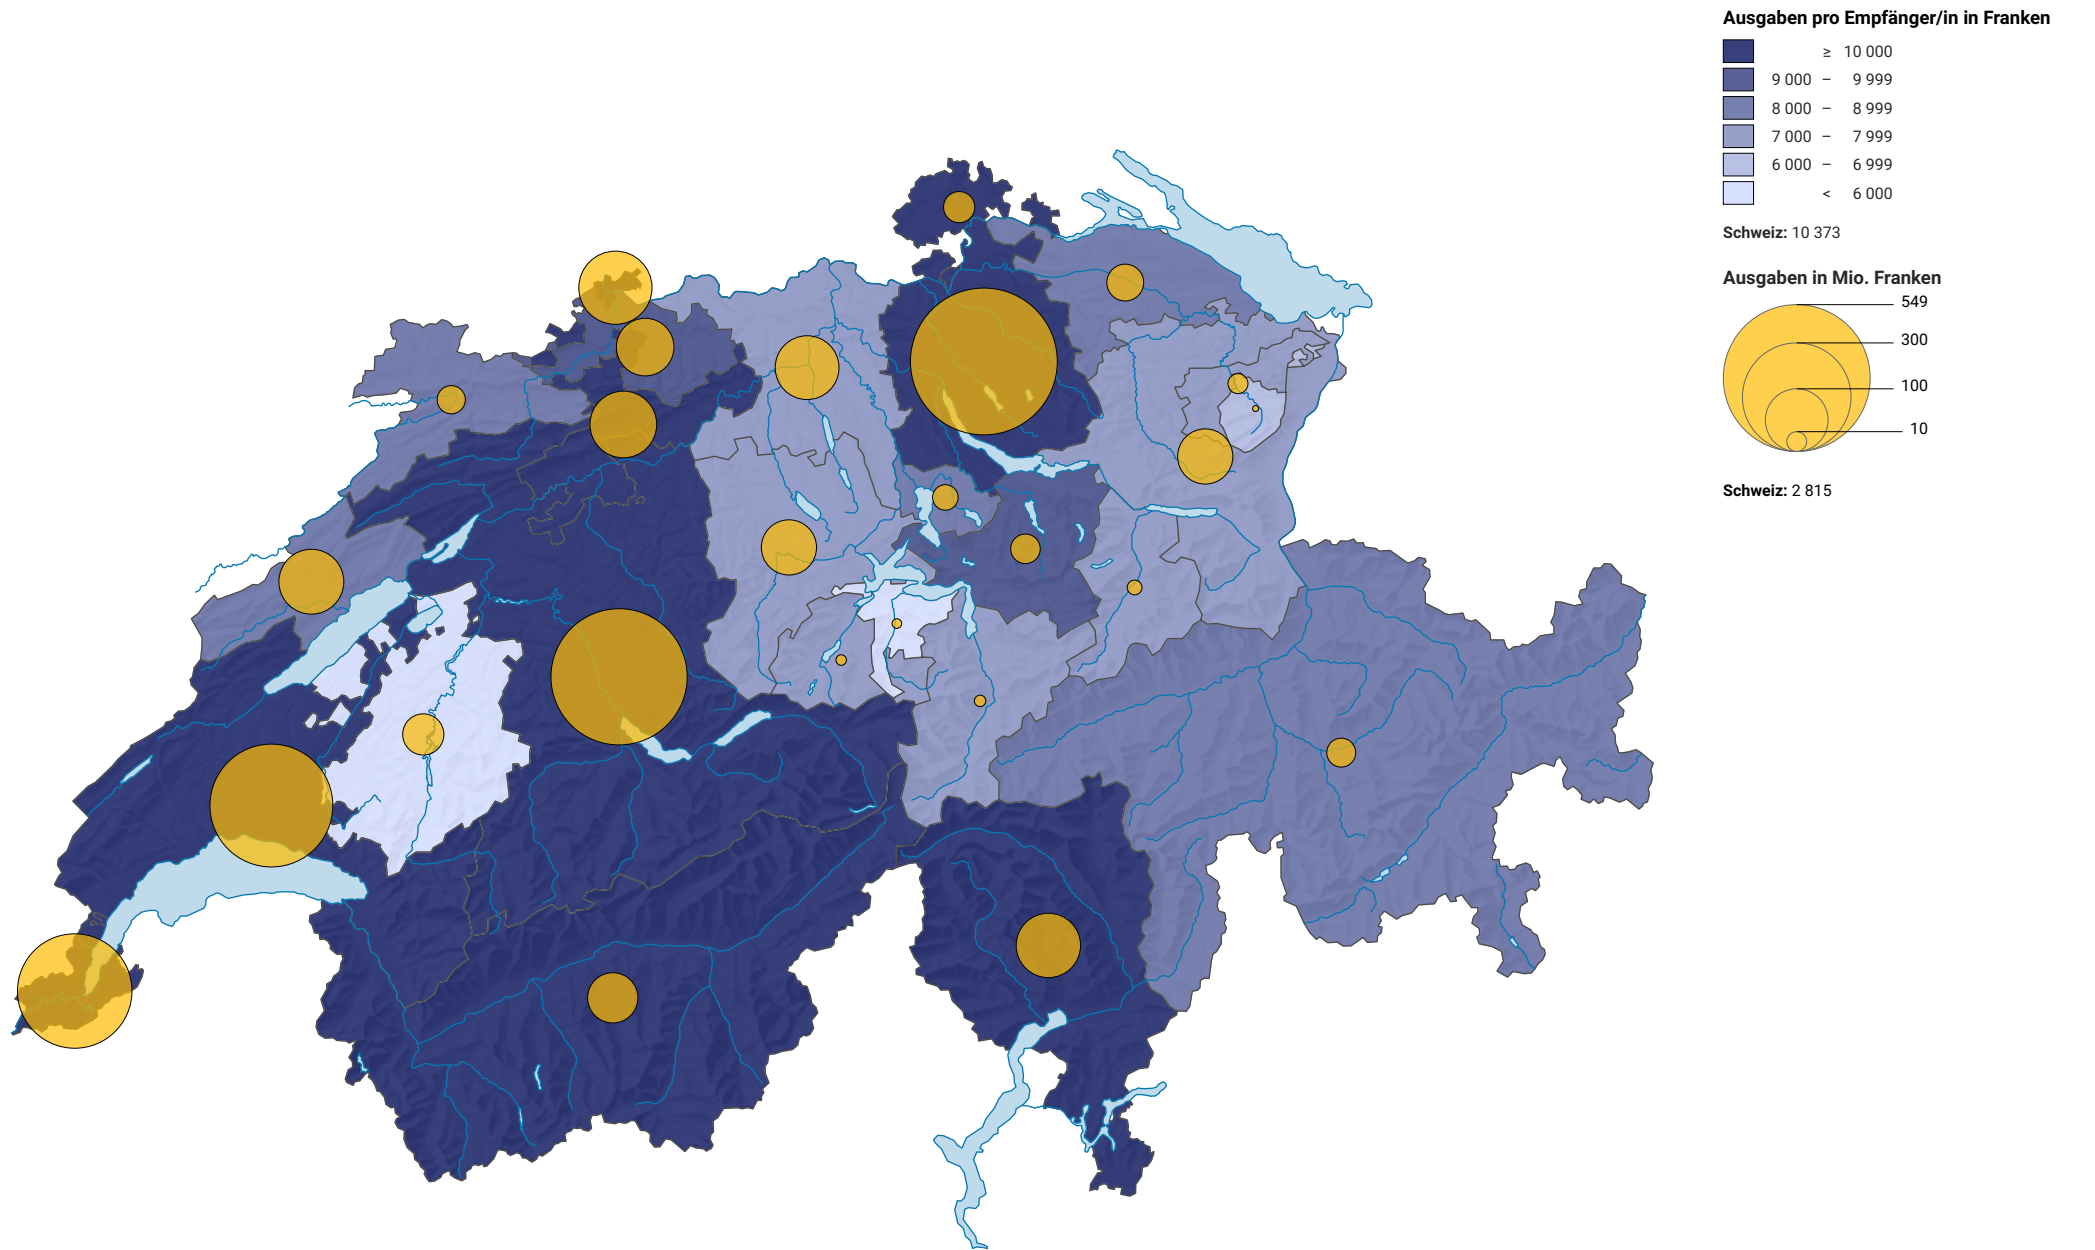 Ausgaben pro Empfänger/in in Franken
≥ 10 000
9 000 – 9 999
8 000 – 8 999
7 000 – 7 999
6 000 – 6 999
< 6 000
Schweiz: 10 373
Ausgaben in Mio. Franken
549
300
100
10
Schweiz: 2 815